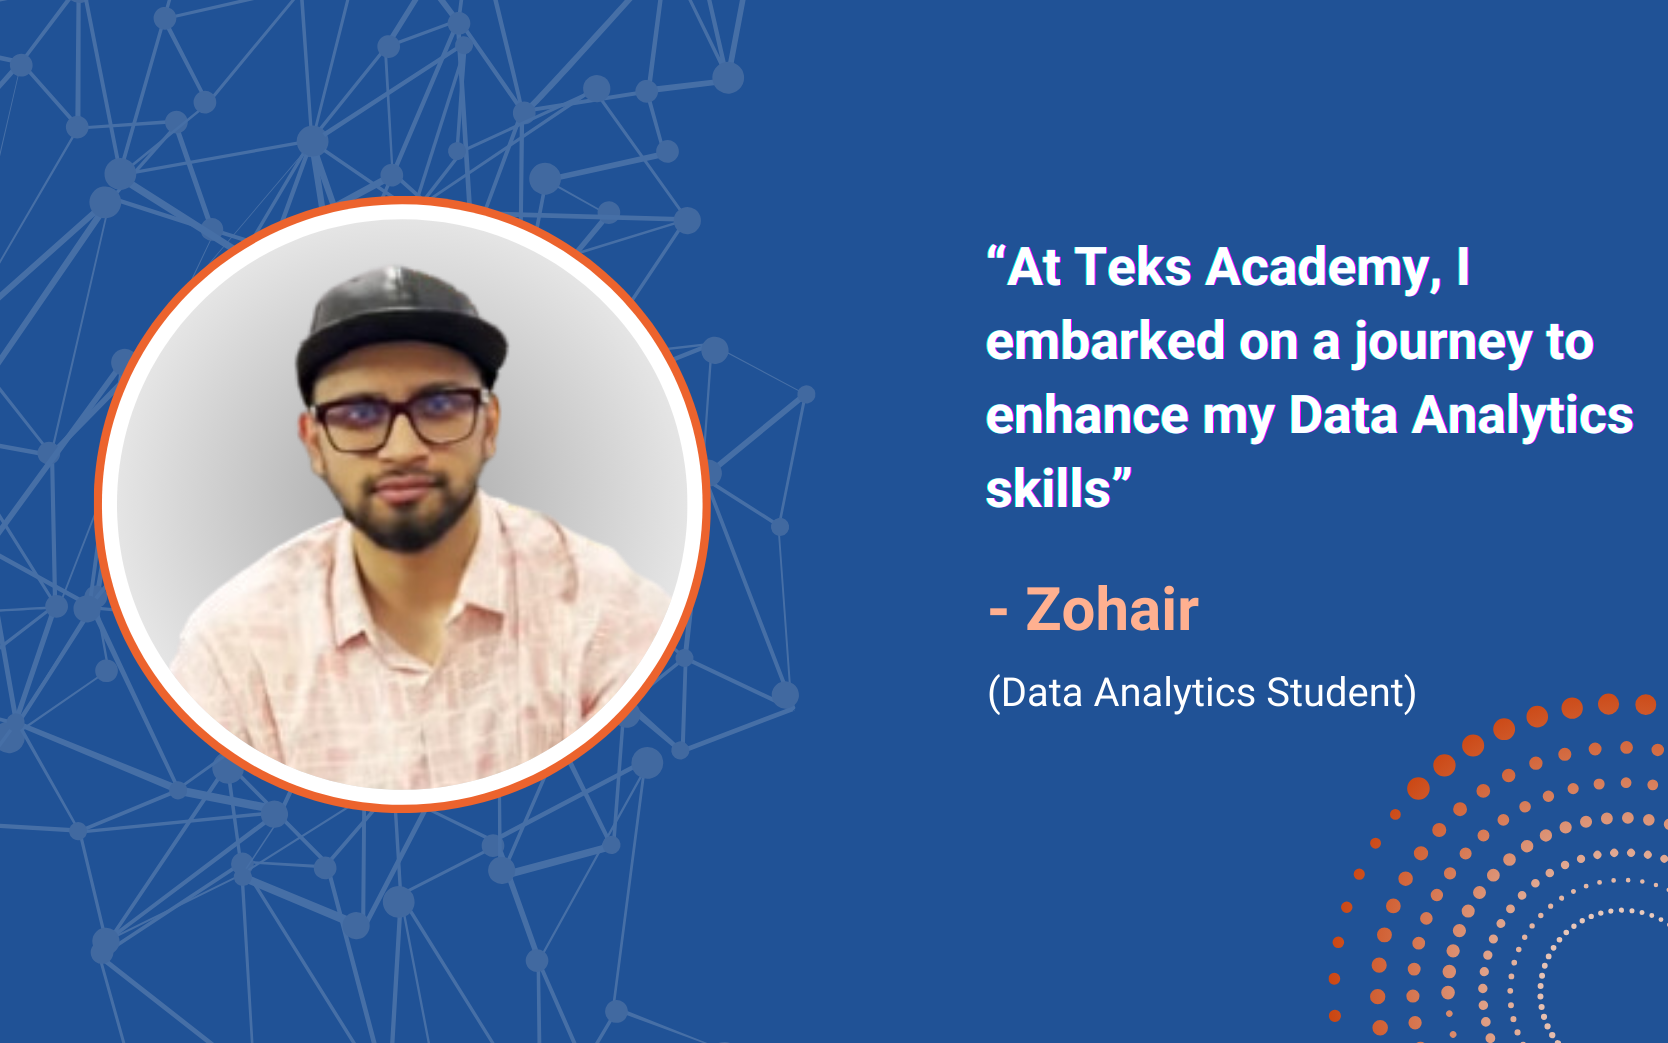 “At Teks Academy, I
embarked on a journey to
enhance my Data Analytics
skills”
- Zohair
(Data Analytics Student)